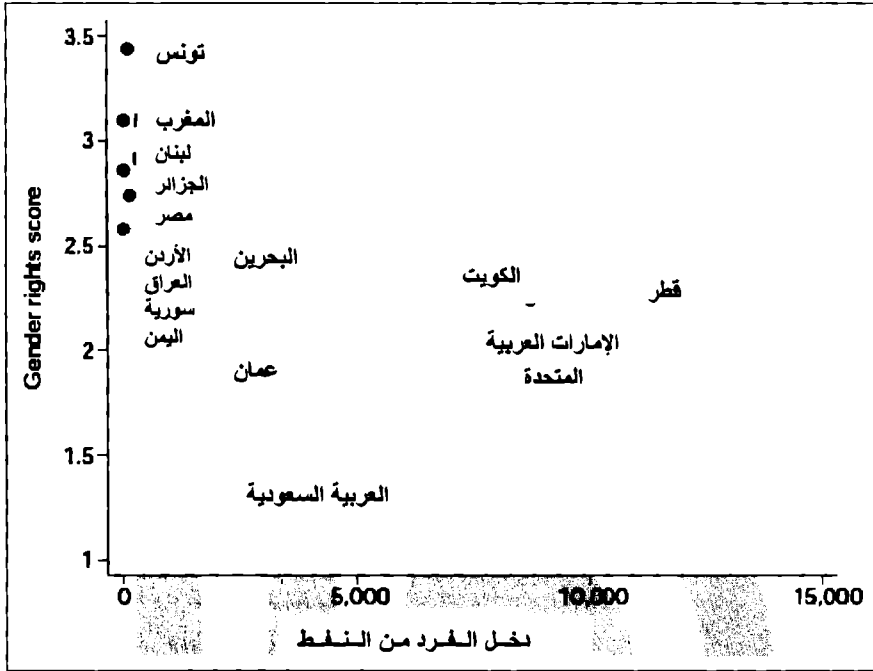 3.5
تونس
المغرب
3
لبنان
الجزائر
مصر
2.5
الأردن
البحرين
العراق
الكويت
قطر
سورية
اليمن
الإمارات العربية
المتحدة
2
عمان
1.5
العربية السعودية
1
Gender rights score
0
5,000
10,000
15,000
دخل الفرد من النفط